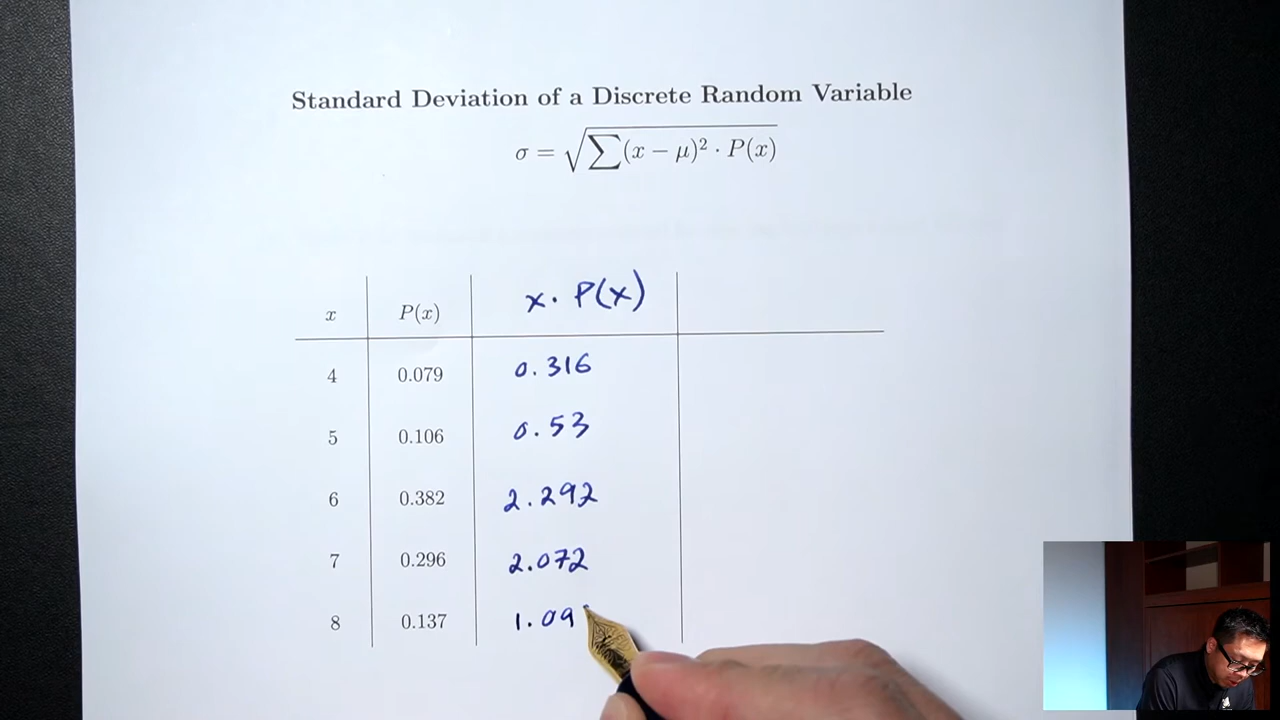 Standard Deviation of a Discrete Random Variable
σ = √∑(x − μ)² · P(x)
x P(x) x · P(x)
4 0.079 0.316
5 0.106 0.53
6 0.382 2.292
7 0.296 2.072
8 0.137 1.09